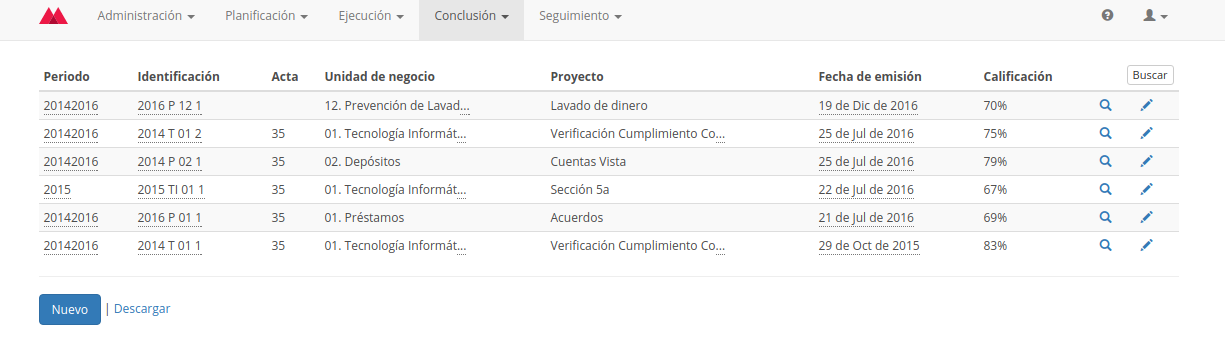 Administración Planificación Ejecución Conclusión Seguimiento
Periodo Identificación Acta Unidad de negocio Proyecto Fecha de emisión Calificación Buscar
20142016 2016 P 12 1 12. Prevención de Lavad... Lavado de dinero 19 de Dic de 2016 70%
20142016 2014 T 01 2 35 01. Tecnología Informát... Verificación Cumplimiento Co... 25 de Jul de 2016 75%
20142016 2014 P 02 1 35 02. Depósitos Cuentas Vista 25 de Jul de 2016 79%
2015 2015 TI 01 1 35 01. Tecnología Informát... Sección 5a 22 de Jul de 2016 67%
20142016 2016 P 01 1 35 01. Préstamos Acuerdos 21 de Jul de 2016 69%
20142016 2014 T 01 1 35 01. Tecnología Informát... Verificación Cumplimiento Co... 29 de Oct de 2015 83%
Nuevo | Descargar